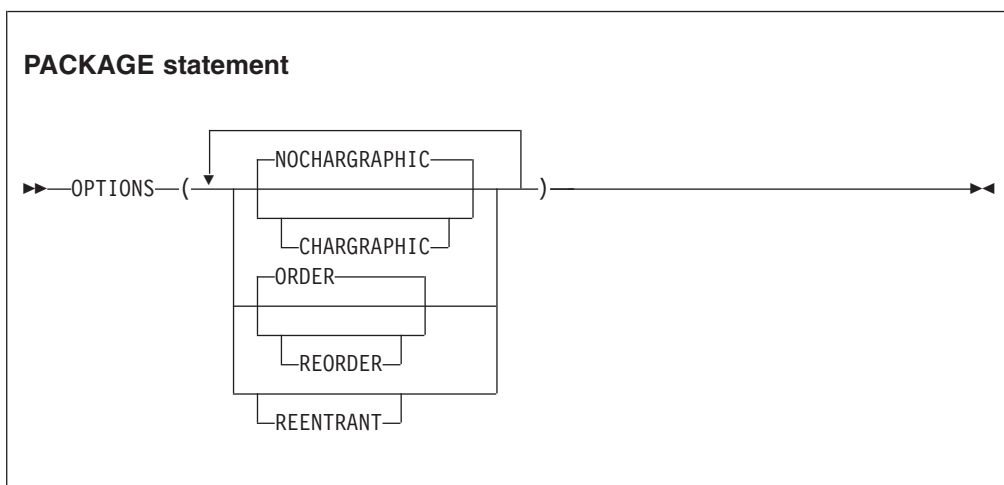 PACKAGE statement
NOCHARGRAPHIC
OPTIONS ( )
CHARGRAPHIC
ORDER
REORDER
REENTRANT